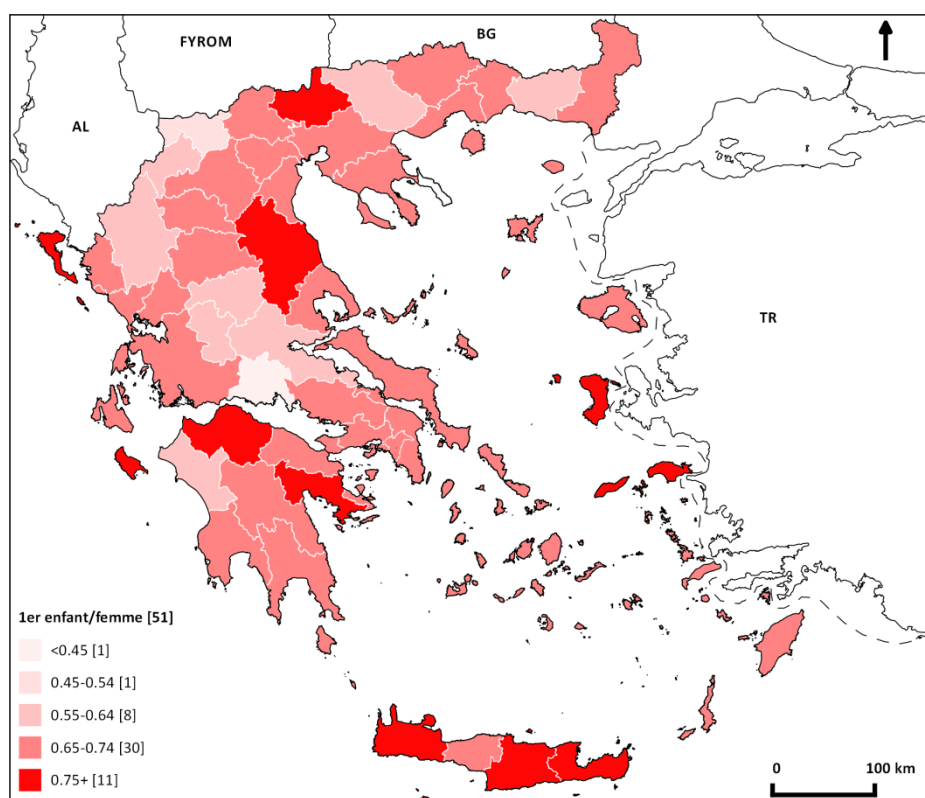 FYROM
BG
AL
TR
1er enfant/femme [51]
<0.45 [1]
0.45-0.54 [1]
0.55-0.64 [8]
0.65-0.74 [30]
0.75+ [11]
0 100 km